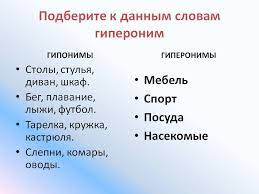 Подберите к данным словам
гипероним
ГИПОНИМЫ
• Столы, стулья,
диван, шкаф.
• Бег, плавание,
лыжи, футбол.
• Тарелка, кружка,
кастрюля.
• Слепни, комары,
оводы.
ГИПЕРОНИМЫ
• Мебель
• Спорт
• Посуда
• Насекомые